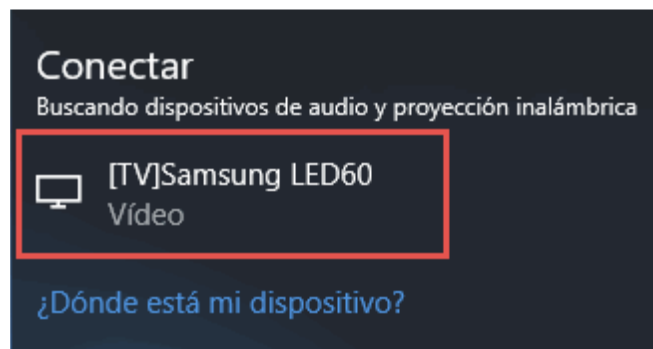 Conectar
Buscando dispositivos de audio y proyección inalámbrica
[TV]Samsung LED60
Vídeo
¿Dónde está mi dispositivo?